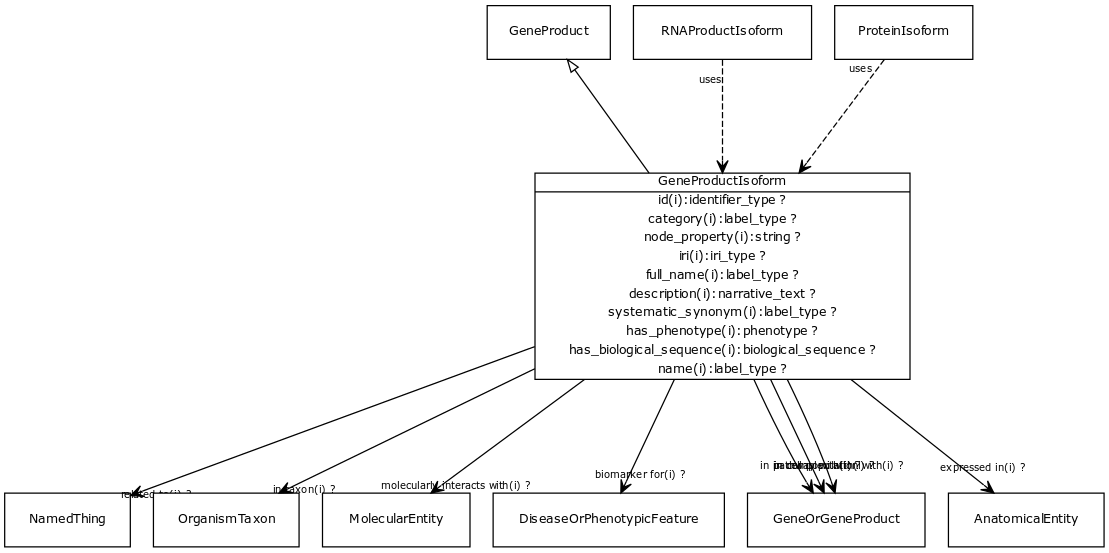 GeneProduct
RNAProductIsoform
ProteinIsoform
uses
uses
GeneProductIsoform
id(i):identifier_type ?
category(i):label_type ?
node_property(i):string ?
iri(i):iri_type ?
full_name(i):label_type ?
description(i):narrative_text ?
systematic_synonym(i):label_type ?
has_phenotype(i):phenotype ?
has_biological_sequence(i):biological_sequence ?
name(i):label_type ?
related to(i) ?
in taxon(i) ?
molecularly interacts with(i) ?
biomarker for(i) ?
in
with(i) ?
expressed in(i) ?
NamedThing
OrganismTaxon
MolecularEntity
DiseaseOrPhenotypicFeature
GeneOrGeneProduct
AnatomicalEntity